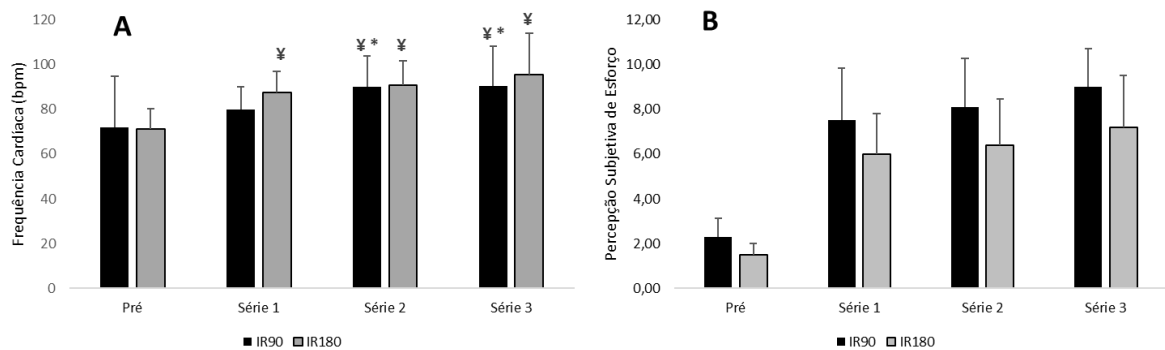 A
Frequência Cardíaca (bpm)
120
100
80
60
40
20
0
¥
¥ *
¥
¥ *
¥
Pré
Série 1
Série 2
Série 3
IR90
IR180
B
Percepção Subjetiva de Esforço
12,00
10,00
8,00
6,00
4,00
2,00
0,00
Pré
Série 1
Série 2
Série 3
IR90
IR180